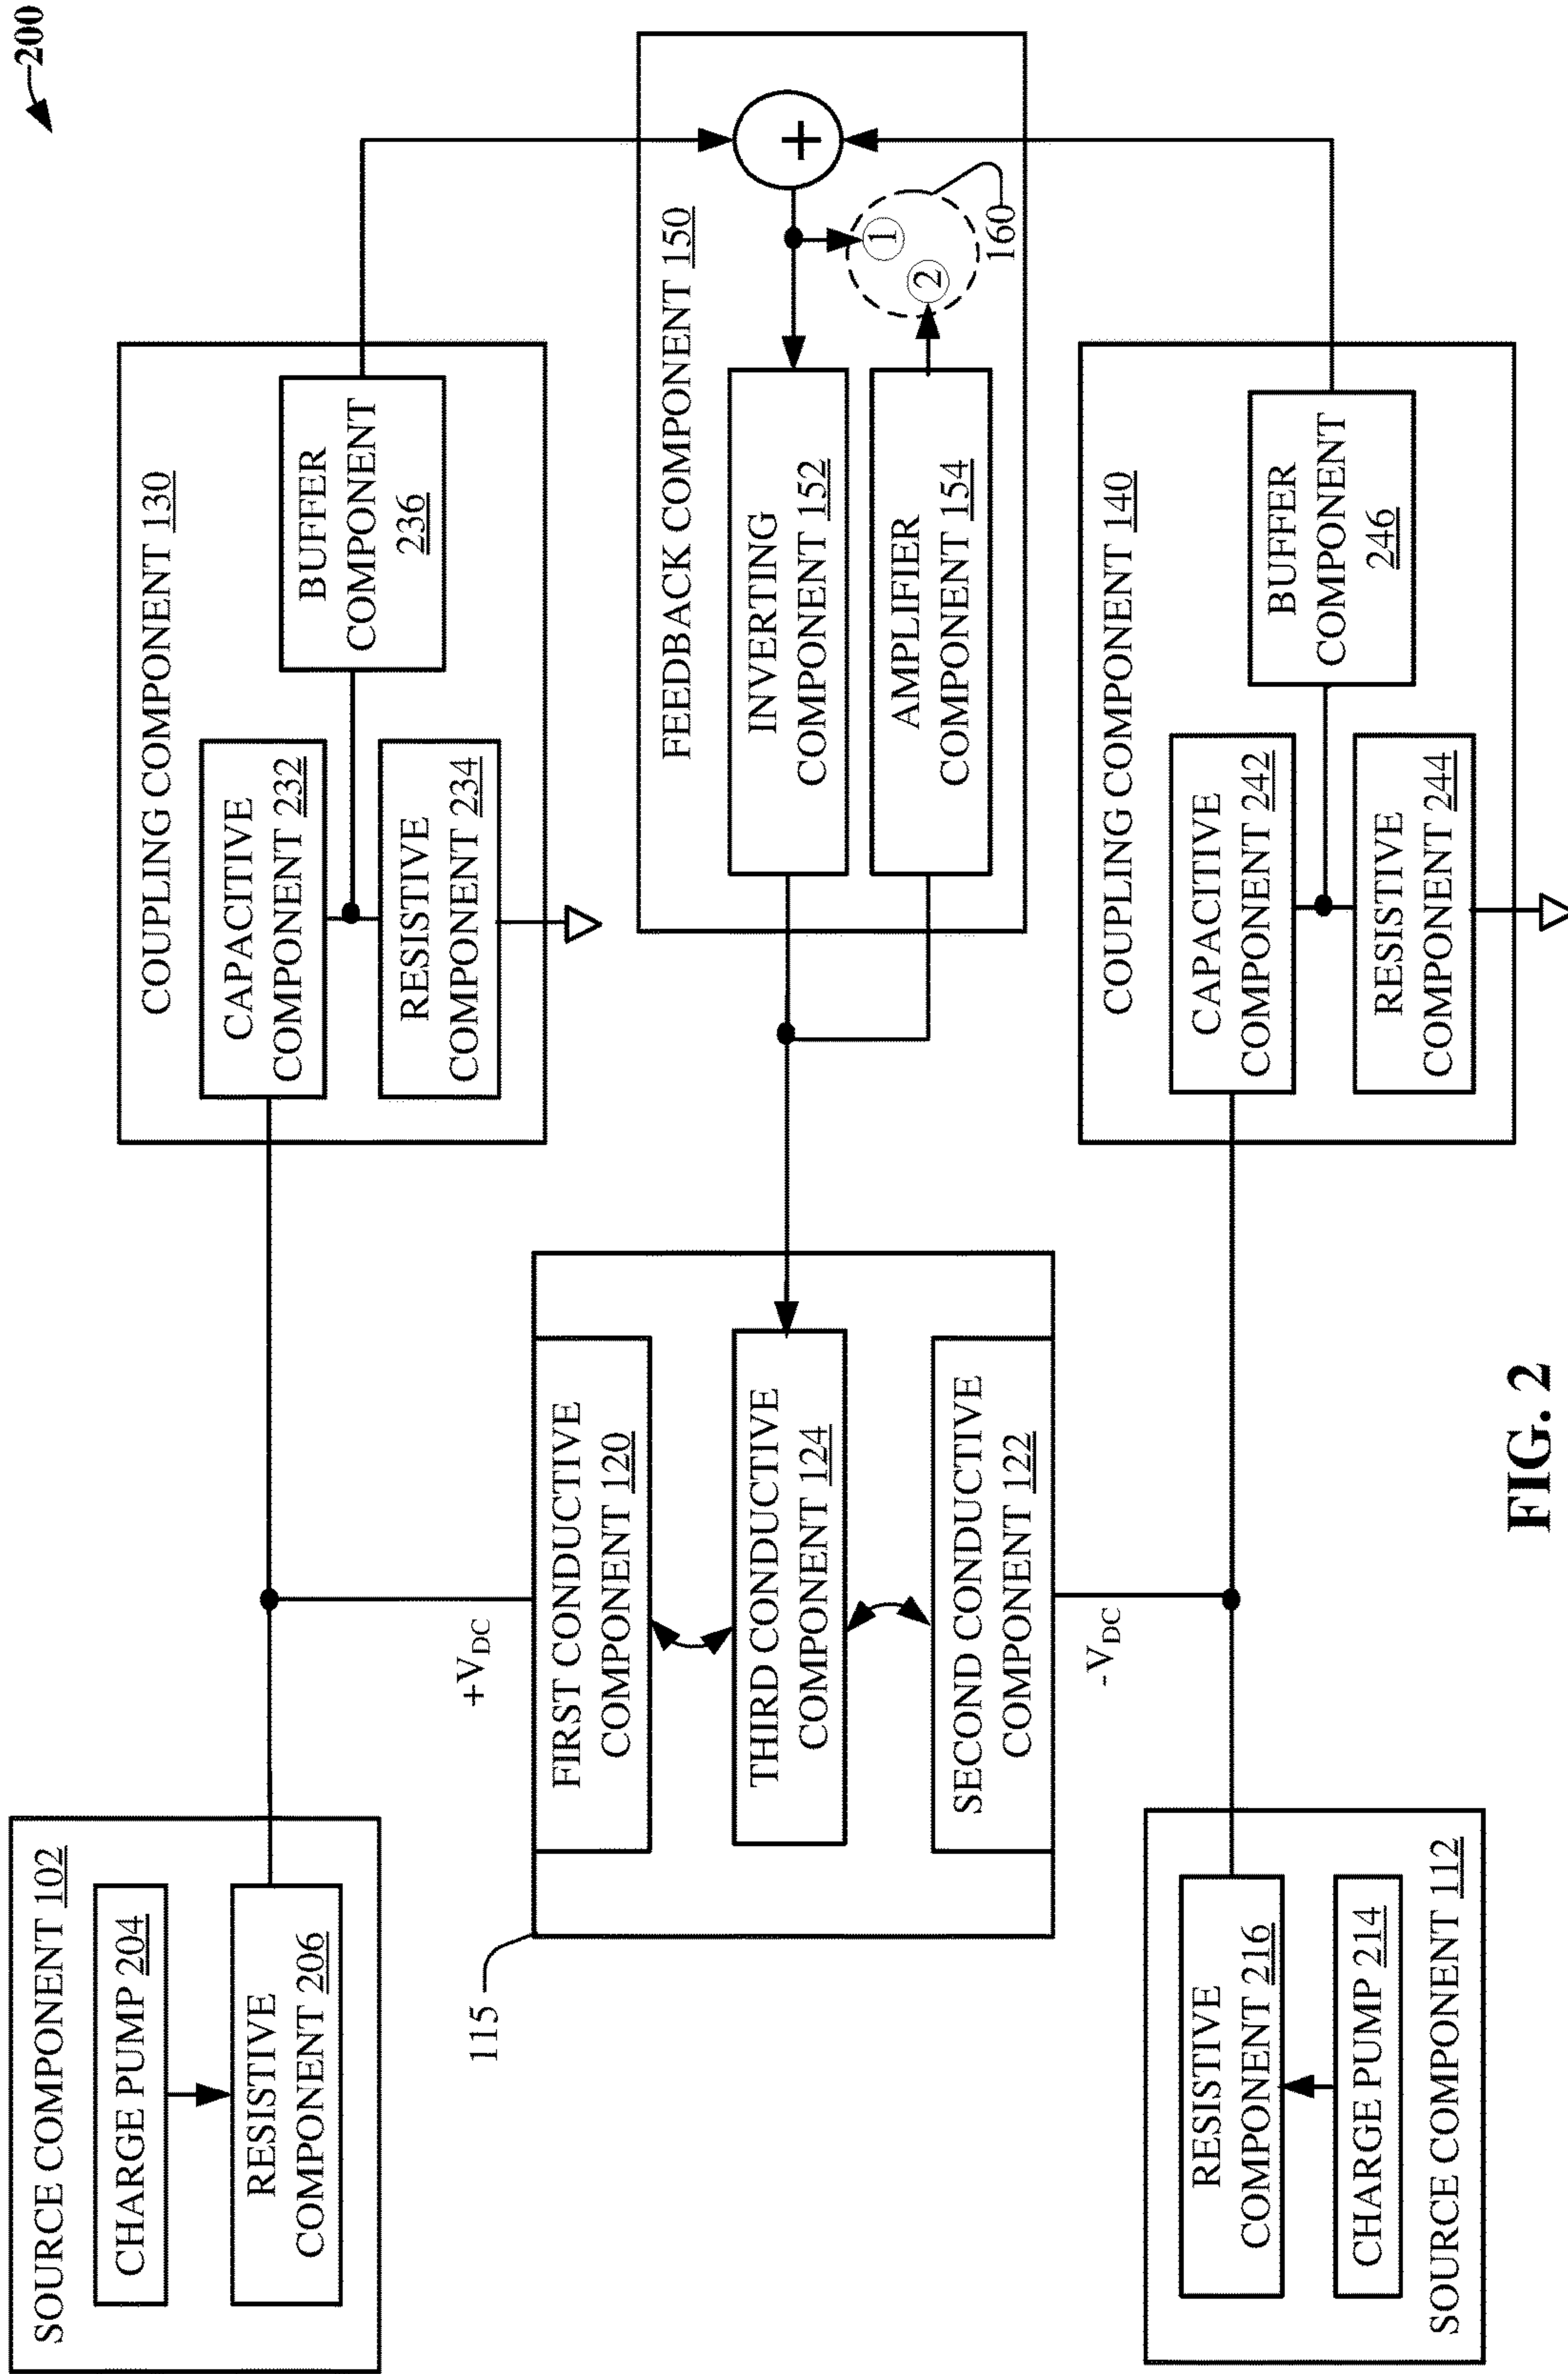 200
SOURCE COMPONENT 102
CHARGE PUMP 204
RESISTIVE
COMPONENT 206
COUPLING COMPONENT 130
CAPACITIVE
COMPONENT 232
RESISTIVE
COMPONENT 234
BUFFER
COMPONENT
236
+VDC
115
FIRST CONDUCTIVE
COMPONENT 120
THIRD CONDUCTIVE
COMPONENT 124
SECOND CONDUCTIVE
COMPONENT 122
-VDC
FEEDBACK COMPONENT 150
INVERTING
COMPONENT 152
AMPLIFIER
COMPONENT 154
+
1
2
160
RESISTIVE
COMPONENT 216
CHARGE PUMP 214
SOURCE COMPONENT 112
COUPLING COMPONENT 140
CAPACITIVE
COMPONENT 242
RESISTIVE
COMPONENT 244
BUFFER
COMPONENT
246
FIG. 2